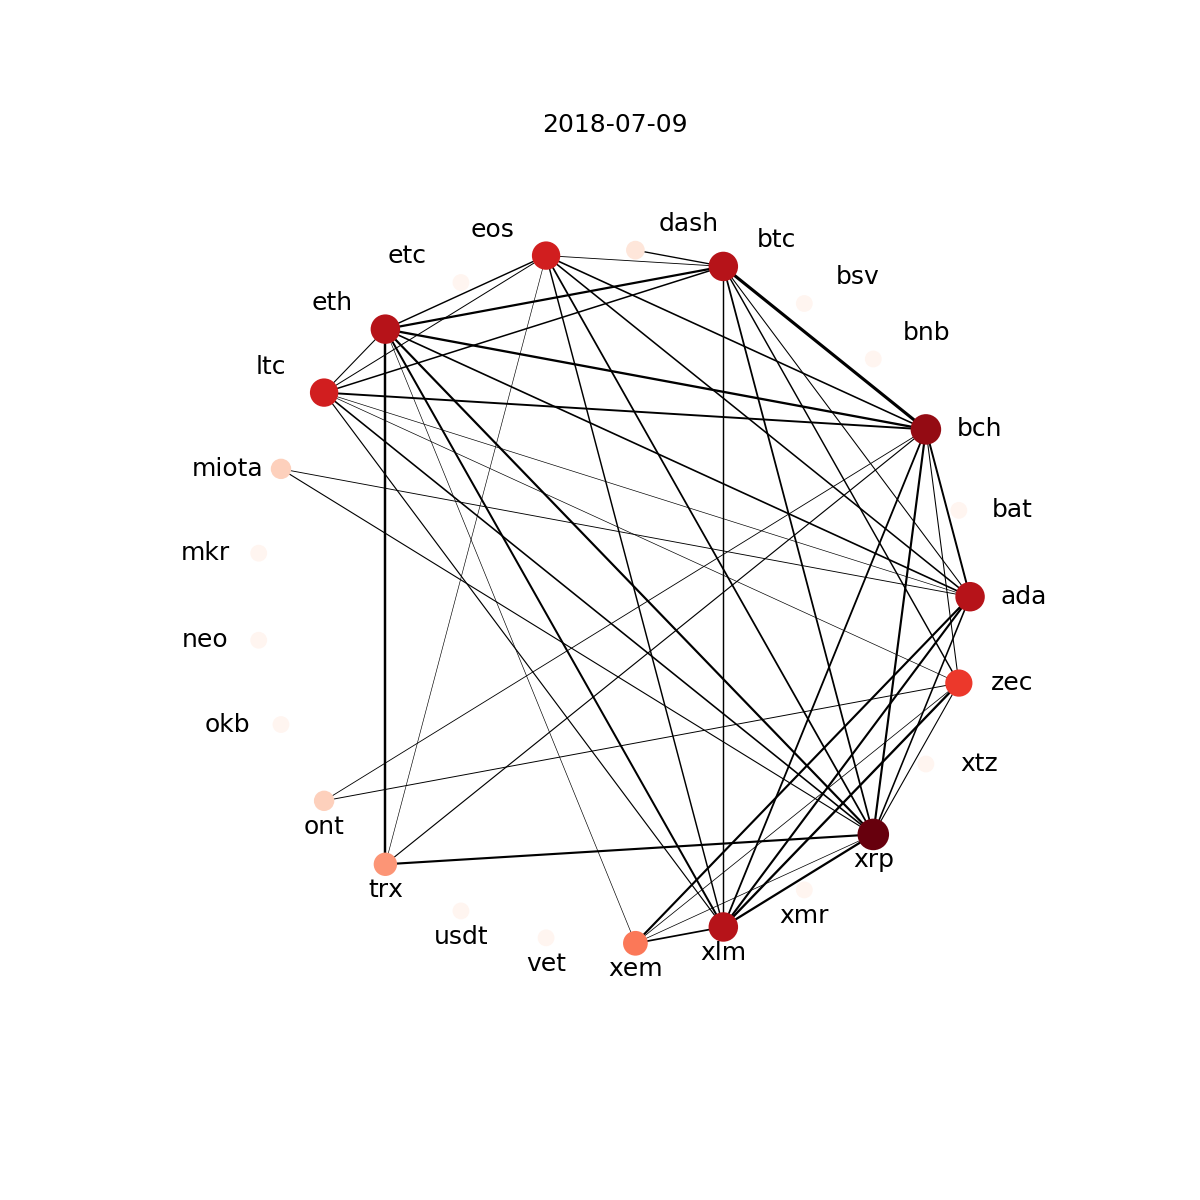 2018-07-09
dash
eos
btc
etc
bsv
eth
bnb
ltc
bch
miota
bat
mkr
ada
neo
zec
okb
xtz
ont
xrp
trx
xmr
usdt
xlm
vet
xem